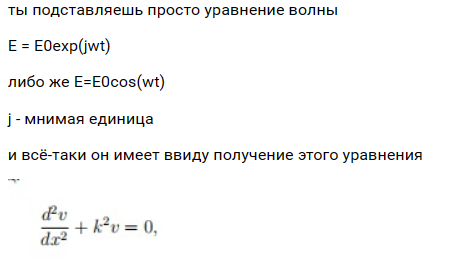 ты подставляешь просто уравнение волны
E = E0exp(jwt)
либо же E=E0cos(wt)
j - мнимая единица
и всё-таки он имеет ввиду получение этого уравнения
d²v/dx² + k²v = 0,